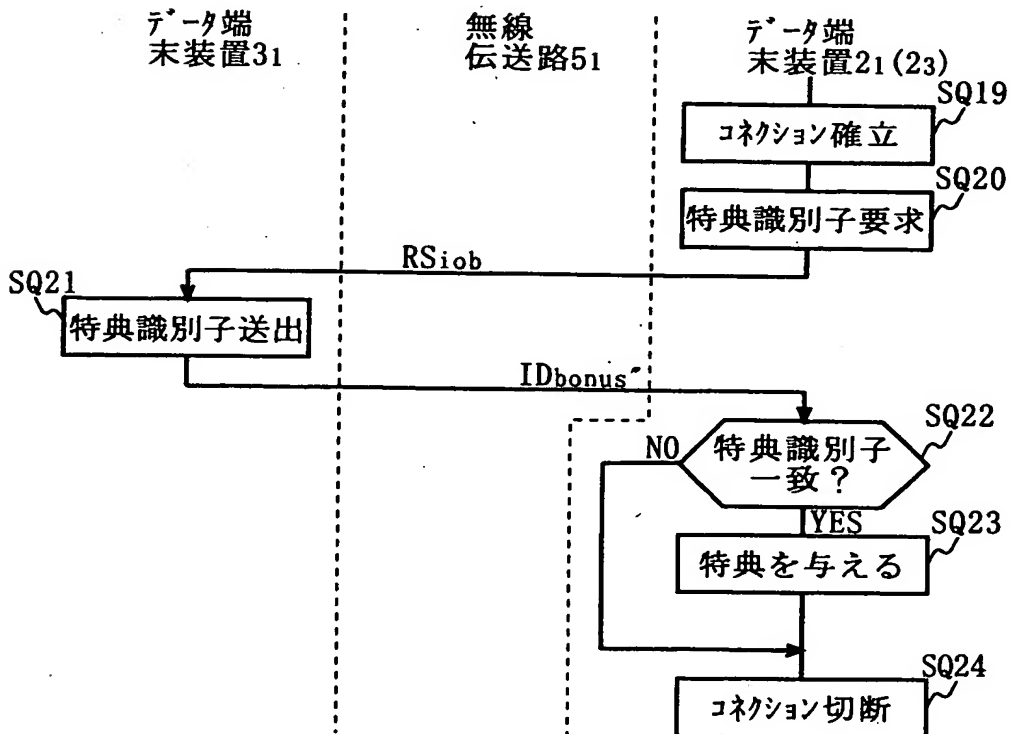 データ端
末装置31
無線
伝送路51
データ端
末装置21(23)
SQ19
コネクション確立
SQ20
特典識別子要求
RSiob
SQ21
特典識別子送出
IDbonus"
SQ22
特典識別子
一致?
NO
YES
SQ23
特典を与える
SQ24
コネクション切断